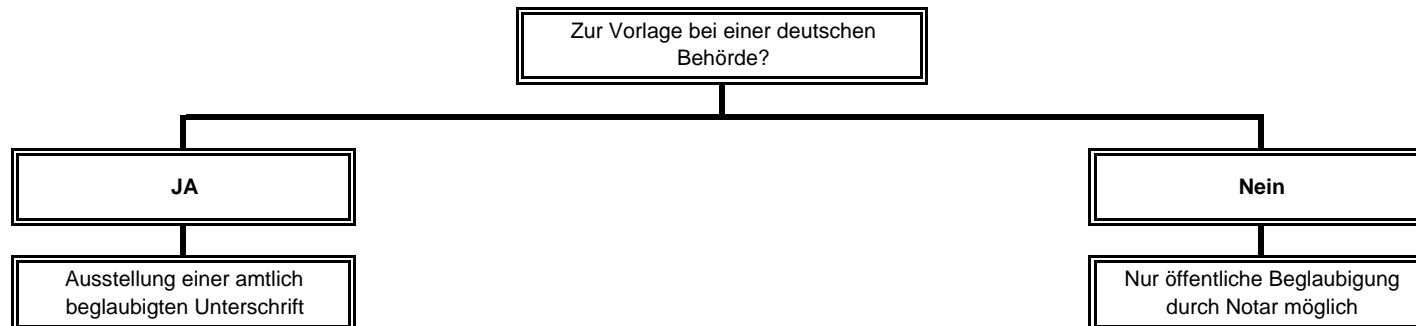 Zur Vorlage bei einer deutschen
Behörde?
JA
Nein
Ausstellung einer amtlich
beglaubigten Unterschrift
Nur öffentliche Beglaubigung
durch Notar möglich